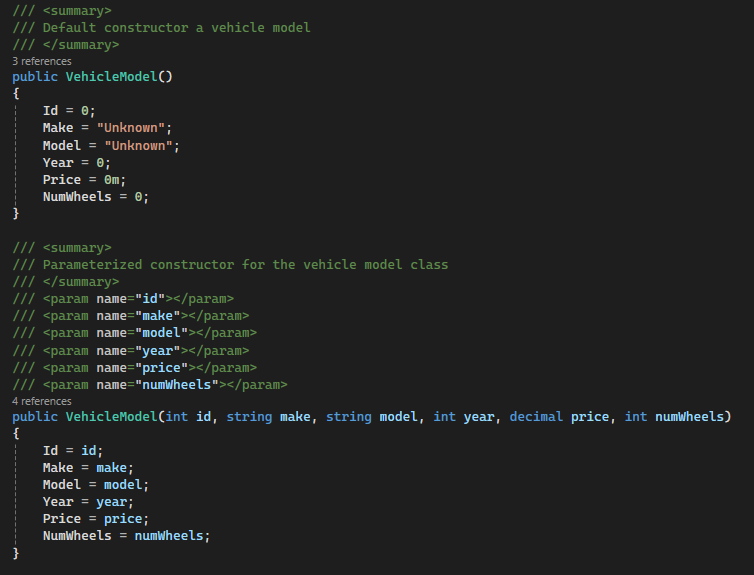 /// <summary>
/// Default constructor a vehicle model
/// </summary>
3 references
public VehicleModel()
{
    Id = 0;
    Make = "Unknown";
    Model = "Unknown";
    Year = 0;
    Price = 0m;
    NumWheels = 0;
}

/// <summary>
/// Parameterized constructor for the vehicle model class
/// </summary>
/// <param name="id"></param>
/// <param name="make"></param>
/// <param name="model"></param>
/// <param name="year"></param>
/// <param name="price"></param>
/// <param name="numWheels"></param>
4 references
public VehicleModel(int id, string make, string model, int year, decimal price, int numWheels)
{
    Id = id;
    Make = make;
    Model = model;
    Year = year;
    Price = price;
    NumWheels = numWheels;
}